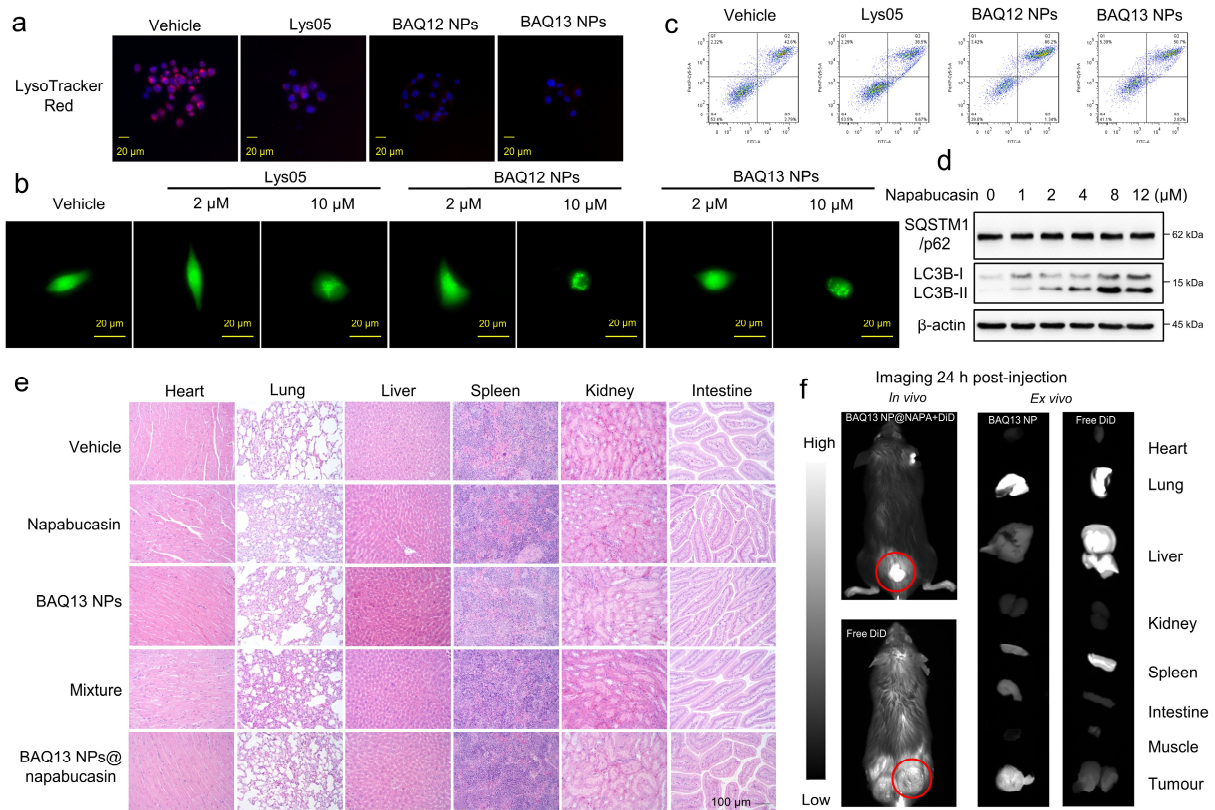 a
Vehicle
Lys05
BAQ12 NPs
BAQ13 NPs
LysoTracker
Red
20 µm
20 µm
20 µm
20 µm
b
Vehicle
Lys05
BAQ12 NPs
BAQ13 NPs
2 µM
10 µM
2 µM
10 µM
2 µM
10 µM
20 µm
20 µm
20 µm
20 µm
20 µm
20 µm
20 µm
c
Vehicle
Lys05
BAQ12 NPs
BAQ13 NPs
FITC-A
FITC-A
FITC-A
FITC-A
d
Napabucasin 0 1 2 4 8 12 (µM)
SQSTM1
/p62
62 kDa
LC3B-I
15 kDa
LC3B-II
β-actin
45 kDa
e
Heart
Lung
Liver
Spleen
Kidney
Intestine
Vehicle
Napabucasin
BAQ13 NPs
Mixture
BAQ13 NPs@
napabucasin
100 µm
f
Imaging 24 h post-injection
In vivo
Ex vivo
High
Low
BAQ13 NP@NAPA+DiD
Free DiD
BAQ13 NP
Free DiD
Heart
Lung
Liver
Kidney
Spleen
Intestine
Muscle
Tumour